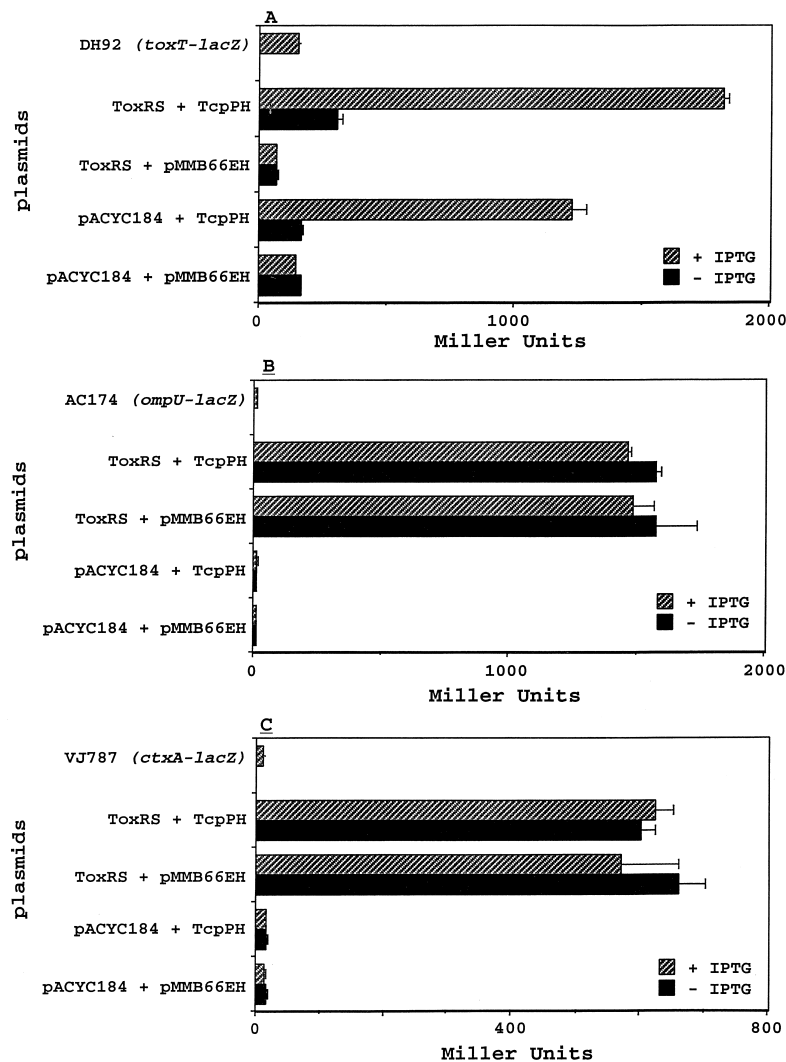 A
DH92 (toxT-lacZ)
ToxRS + TcpPH
ToxRS + pMMB66EH
pACYC184 + TcpPH
pACYC184 + pMMB66EH
plasmids
+ IPTG
- IPTG
0 1000 2000
Miller Units
B
AC174 (ompU-lacZ)
ToxRS + TcpPH
ToxRS + pMMB66EH
pACYC184 + TcpPH
pACYC184 + pMMB66EH
plasmids
+ IPTG
- IPTG
0 1000 2000
Miller Units
C
VJ787 (ctxA-lacZ)
ToxRS + TcpPH
ToxRS + pMMB66EH
pACYC184 + TcpPH
pACYC184 + pMMB66EH
plasmids
+ IPTG
- IPTG
0 400 800
Miller Units